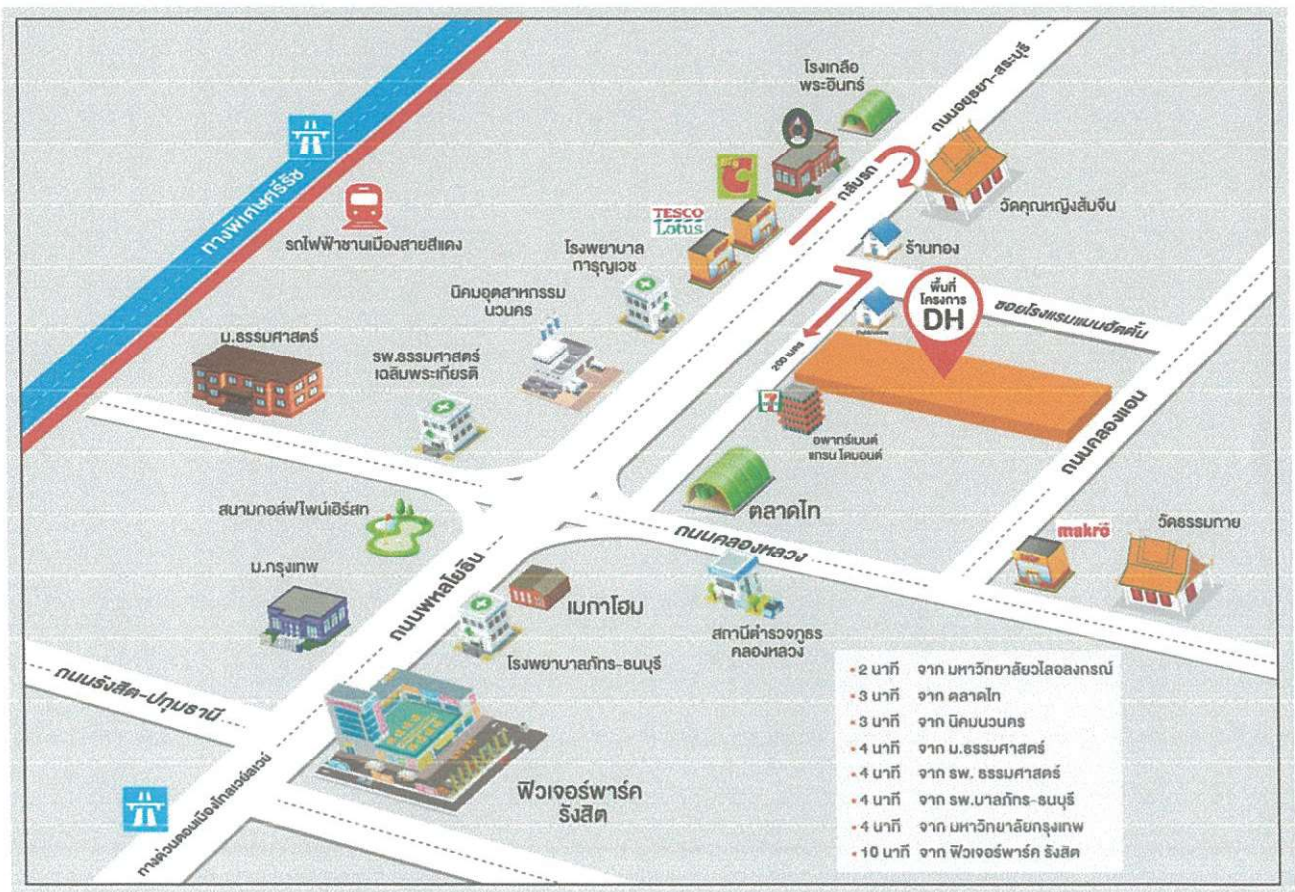 โรงเกลือ
พระอินทร์
ถนนอยุธยา-สระบุรี
กลับรถ
วัดคุณหญิงส้มจีน
ร้านทอง
TESCO
Lotus
C
ทางพิเศษศรีรัช
รถไฟฟ้าชานเมืองสายสีแดง
โรงพยาบาล
การุญเวช
นิคมอุตสาหกรรม
นวนคร
พื้นที่
โครงการ
DH
ซอยโรงแรมแมนฮัตตั้น
200 เมตร
ม.ธรรมศาสตร์
รพ.ธรรมศาสตร์
เฉลิมพระเกียรติ
7
อพาทร์เมนต์
แกรน ไดมอนด์
ถนนคลองแอน
ตลาดไท
สนามกอล์ฟไพน์เฮิร์สท
ถนนคลองหลวง
makro
วัดธรรมกาย
ม.กรุงเทพ
ถนนพหลโยธิน
เมกาโฮม
สถานีตำรวจภูธร
คลองหลวง
โรงพยาบาลภัทร-ธนบุรี
ถนนรังสิต-ปทุมธานี
ฟิวเจอร์พาร์ค
รังสิต
ทางด่วนดอนเมืองโทลเวย์ลเวย์
• 2 นาที จาก มหาวิทยาลัยวไลอลงกรณ์
• 3 นาที จาก ตลาดไท
• 3 นาที จาก นิคมนวนคร
• 4 นาที จาก ม.ธรรมศาสตร์
• 4 นาที จาก รพ. ธรรมศาสตร์
• 4 นาที จาก รพ.บาลภัทร-ธนบุรี
• 4 นาที จาก มหาวิทยาลัยกรุงเทพ
• 10 นาที จาก ฟิวเจอร์พาร์ค รังสิต